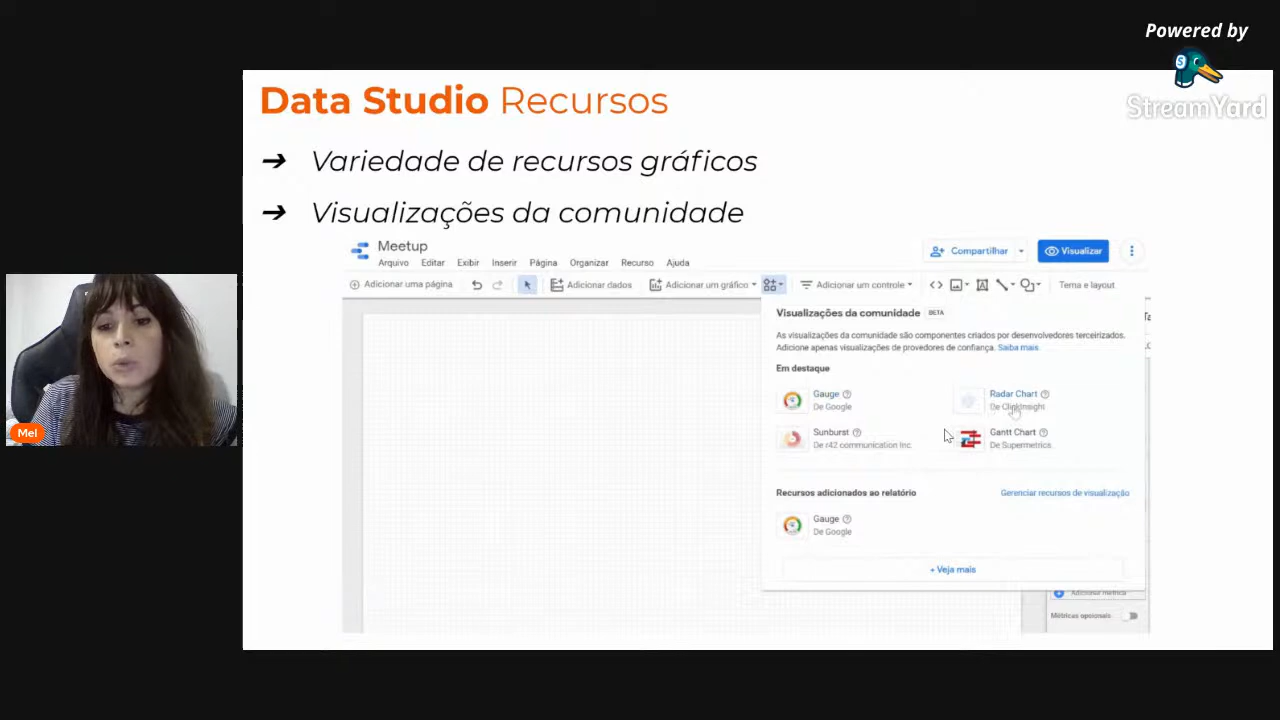 Powered by
StreamYard
Data Studio Recursos
➔ Variedade de recursos gráficos
➔ Visualizações da comunidade
Meetup
Arquivo Editar Exibir Inserir Página Organizar Recurso Ajuda
Compartilhar
Visualizar
Adicionar uma página
Adicionar dados
Adicionar um gráfico
Adicionar um controle
Tema e layout
Visualizações da comunidade BETA
As visualizações da comunidade são componentes criados por desenvolvedores terceirizados.
Adicione apenas visualizações de provedores de confiança. Saiba mais
Em destaque
Gauge
De Google
Radar Chart
De ClickInsight
Sunburst
De r42 communication Inc.
Gantt Chart
De Supermetrics
Recursos adicionados ao relatório
Gerenciar recursos de visualização
Gauge
De Google
+ Veja mais
Adicionar métrica
Métricas opcionais
Mel